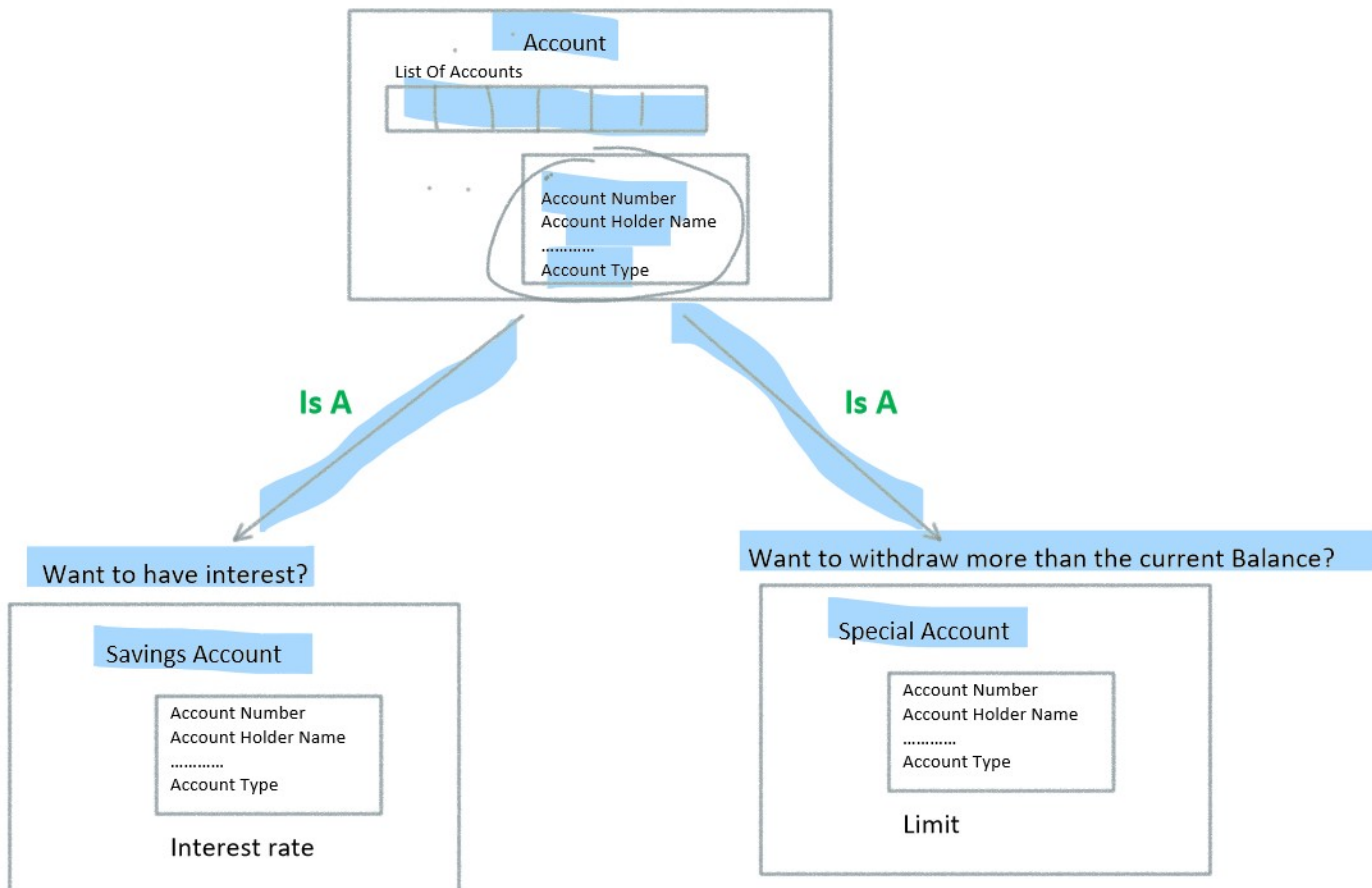 Account
List Of Accounts
Account Number
Account Holder Name
............
Account Type
Is A
Is A
Want to have interest?
Savings Account
Account Number
Account Holder Name
............
Account Type
Interest rate
Want to withdraw more than the current Balance?
Special Account
Account Number
Account Holder Name
............
Account Type
Limit